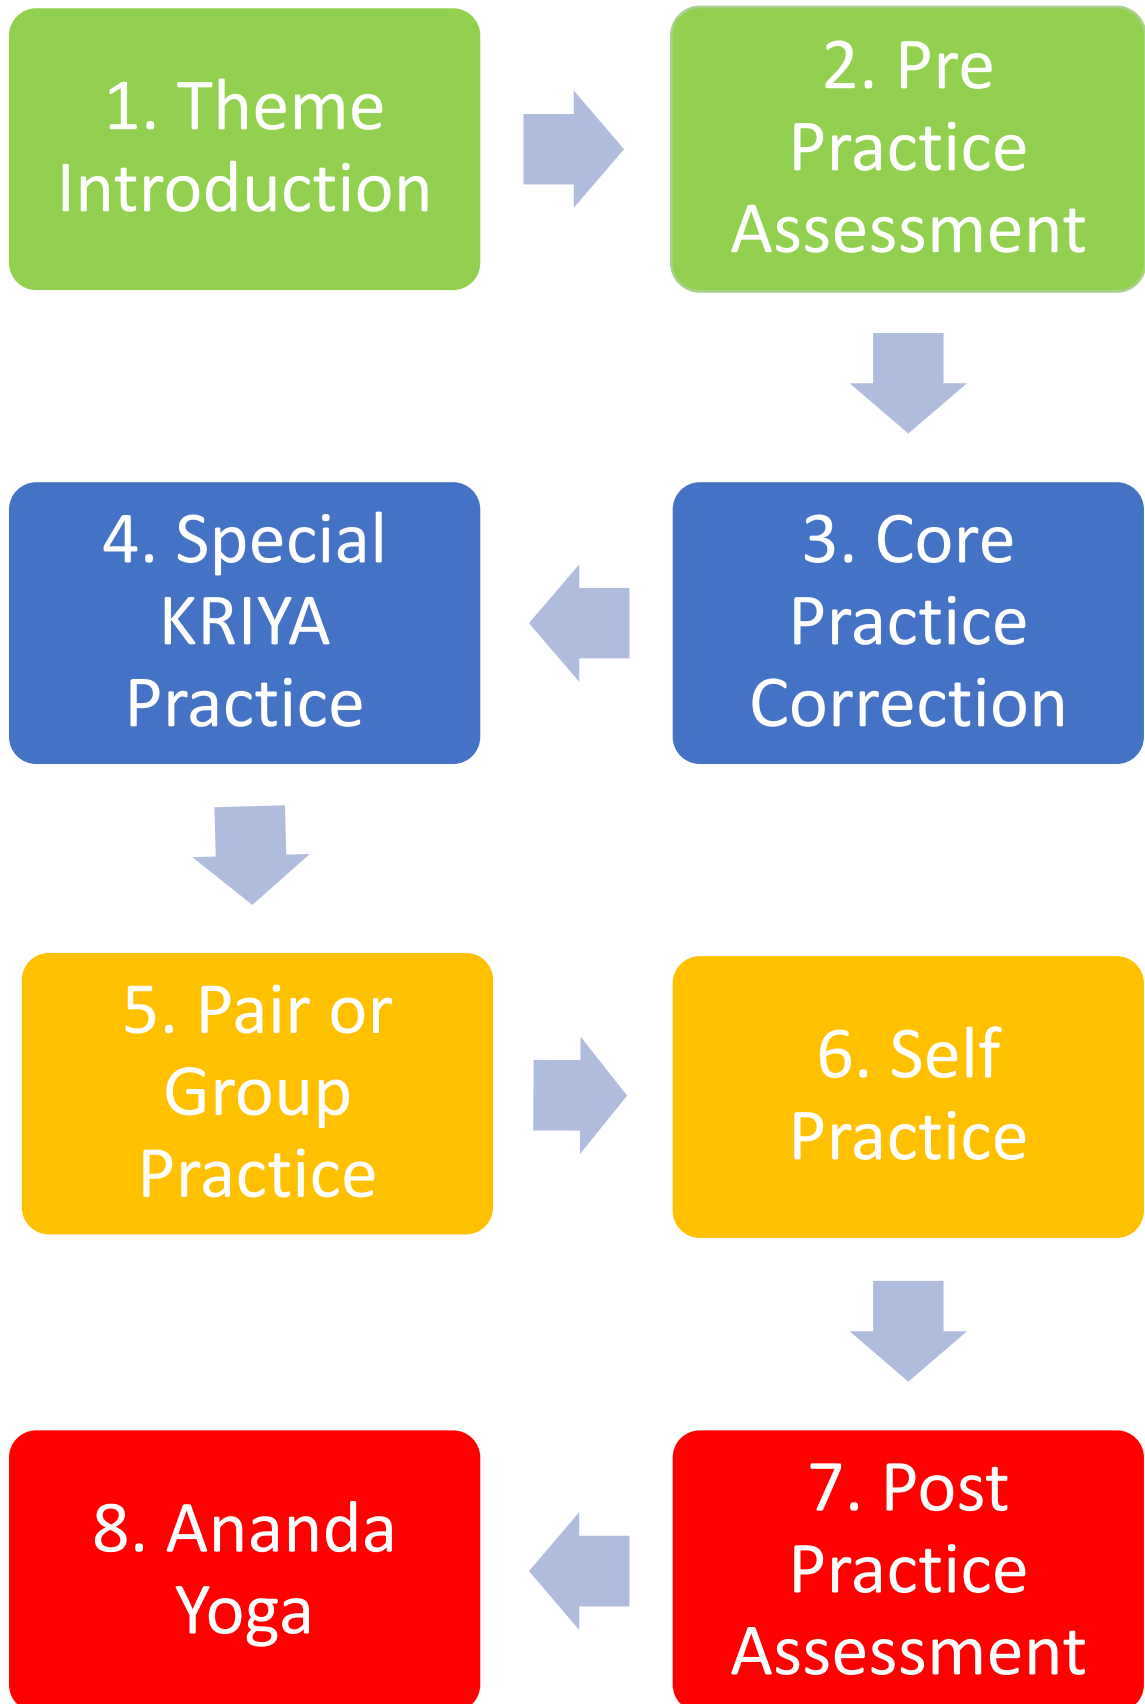 1. Theme
Introduction
2. Pre
Practice
Assessment
3. Core
Practice
Correction
4. Special
KRIYA
Practice
5. Pair or
Group
Practice
6. Self
Practice
7. Post
Practice
Assessment
8. Ananda
Yoga